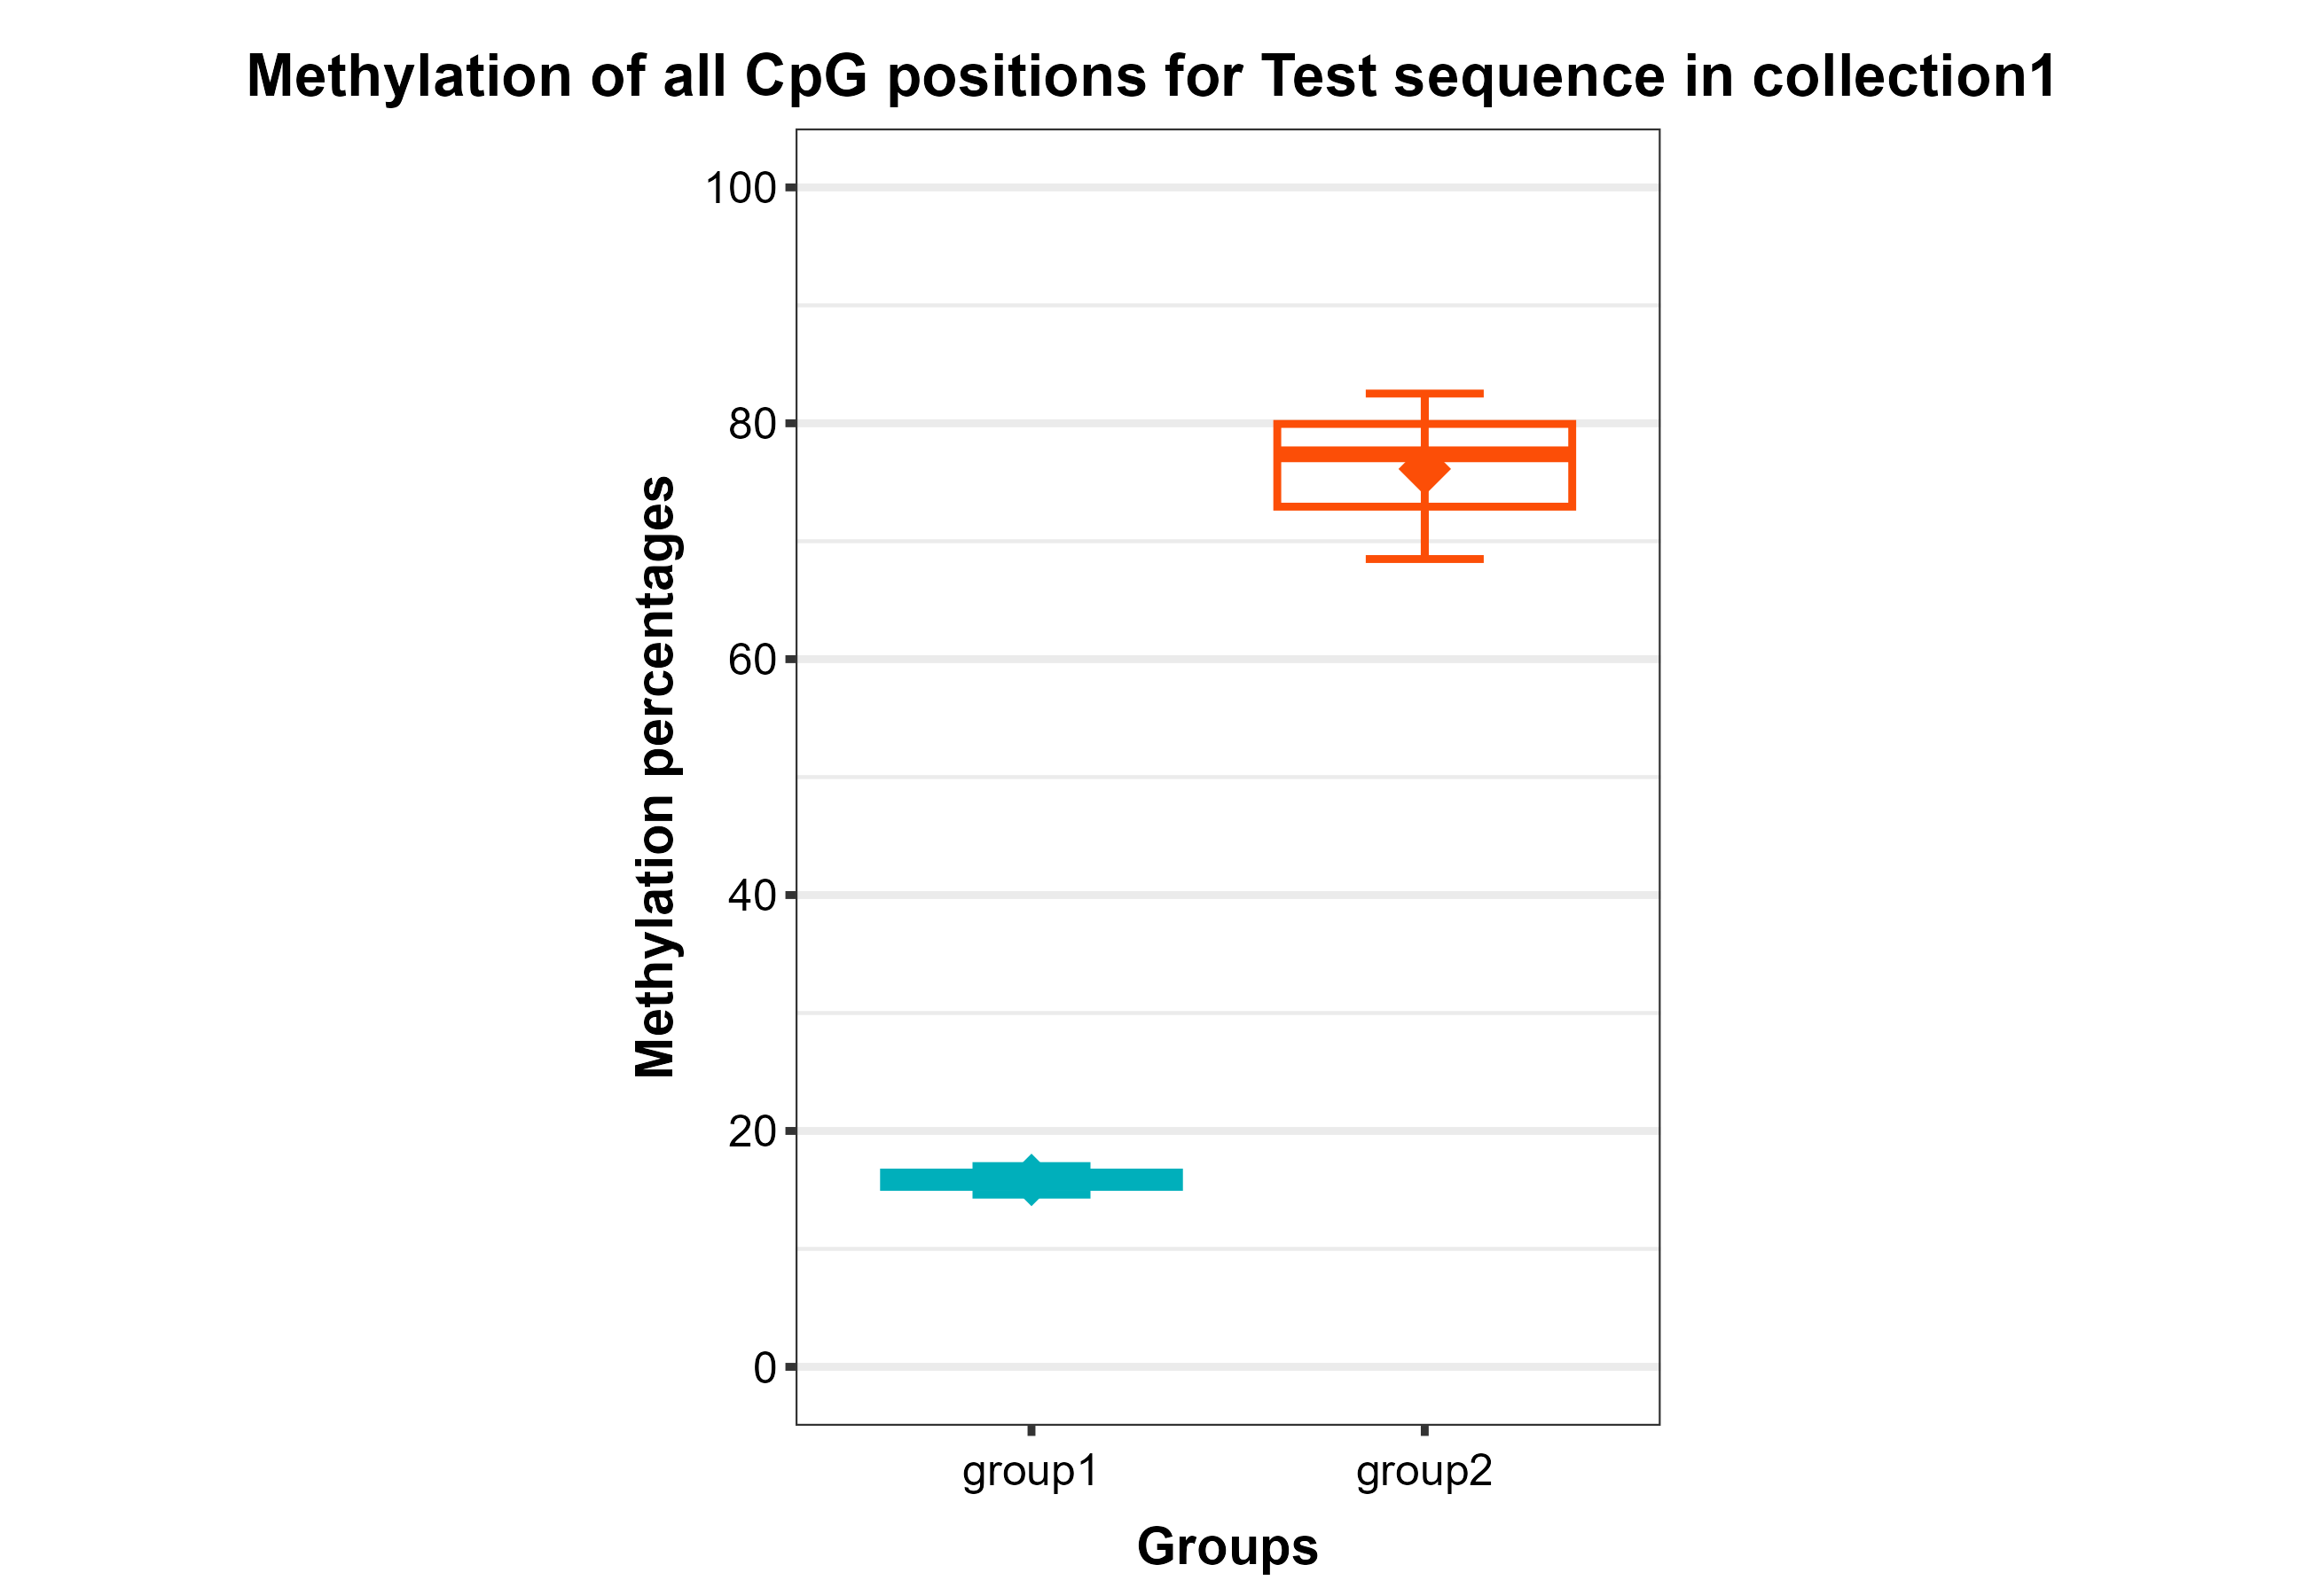 Methylation of all CpG positions for Test sequence in collection1
Methylation percentages
100
80
60
40
20
0
group1 group2
Groups